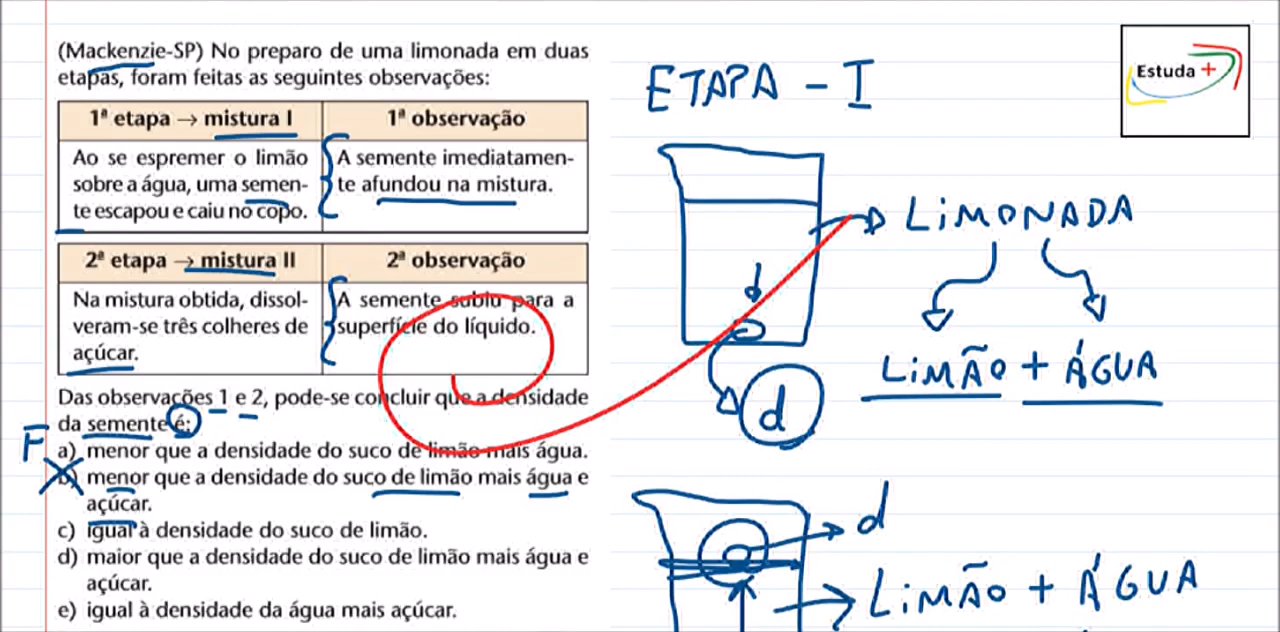 (Mackenzie-SP) No preparo de uma limonada em duas
etapas, foram feitas as seguintes observações:
1ª etapa → mistura I
1ª observação
Ao se espremer o limão
sobre a água, uma semen-
te escapou e caiu no copo.
A semente imediatamen-
te afundou na mistura.
2ª etapa → mistura II
2ª observação
Na mistura obtida, dissol-
veram-se três colheres de
açúcar.
A semente subiu para a
superfície do líquido.
Das observações 1 e 2, pode-se concluir que a densidade
da semente é:
F
a) menor que a densidade do suco de limão mais água.
b) menor que a densidade do suco de limão mais água e
açúcar.
c) igual à densidade do suco de limão.
d) maior que a densidade do suco de limão mais água e
açúcar.
e) igual à densidade da água mais açúcar.
ETAPA - I
Estuda +
LIMONADA
d
LIMÃO + ÁGUA
d
d
LIMÃO + ÁGUA